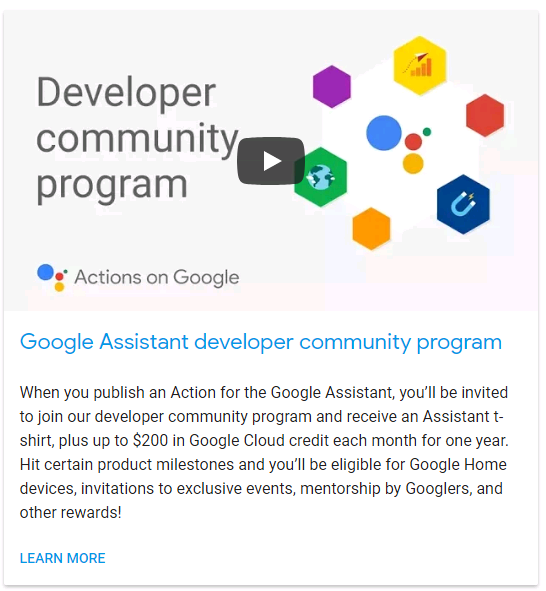 Developer
community
program
Actions on Google
Google Assistant developer community program
When you publish an Action for the Google Assistant, you’ll be invited
to join our developer community program and receive an Assistant t-
shirt, plus up to $200 in Google Cloud credit each month for one year.
Hit certain product milestones and you’ll be eligible for Google Home
devices, invitations to exclusive events, mentorship by Googlers, and
other rewards!
LEARN MORE